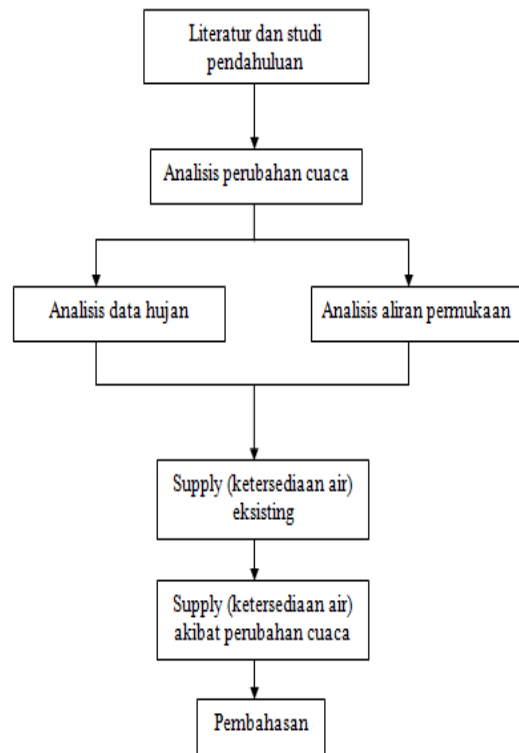 Literatur dan studi
pendahuluan
Analisis perubahan cuaca
Analisis data hujan
Analisis aliran permukaan
Supply (ketersediaan air)
eksisting
Supply (ketersediaan air)
akibat perubahan cuaca
Pembahasan